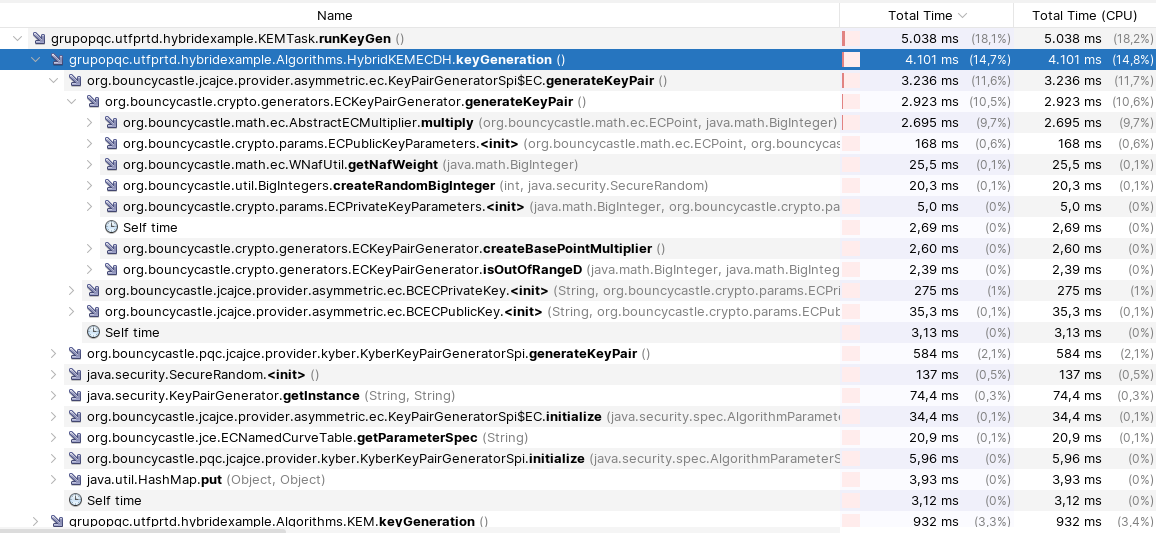 Name Total Time Total Time (CPU)
grupopqc.utfprtd.hybridexample.KEMTask.runKeyGen () 5.038 ms (18,1%) 5.038 ms (18,2%)
grupopqc.utfprtd.hybridexample.Algorithms.HybridKEMECDH.keyGeneration () 4.101 ms (14,7%) 4.101 ms (14,8%)
org.bouncycastle.jcajce.provider.asymmetric.ec.KeyPairGeneratorSpi$EC.generateKeyPair () 3.236 ms (11,6%) 3.236 ms (11,7%)
org.bouncycastle.crypto.generators.ECKeyPairGenerator.generateKeyPair () 2.923 ms (10,5%) 2.923 ms (10,6%)
org.bouncycastle.math.ec.AbstractECMultiplier.multiply (org.bouncycastle.math.ec.ECPoint, java.math.BigInteger) 2.695 ms (9,7%) 2.695 ms (9,7%)
org.bouncycastle.crypto.params.ECPublicKeyParameters.<init> (org.bouncycastle.math.ec.ECPoint, org.bouncycas 168 ms (0,6%) 168 ms (0,6%)
org.bouncycastle.math.ec.WNafUtil.getNafWeight (java.math.BigInteger) 25,5 ms (0,1%) 25,5 ms (0,1%)
org.bouncycastle.util.BigIntegers.createRandomBigInteger (int, java.security.SecureRandom) 20,3 ms (0,1%) 20,3 ms (0,1%)
org.bouncycastle.crypto.params.ECPrivateKeyParameters.<init> (java.math.BigInteger, org.bouncycastle.crypto.pa 5,0 ms (0%) 5,0 ms (0%)
Self time 2,69 ms (0%) 2,69 ms (0%)
org.bouncycastle.crypto.generators.ECKeyPairGenerator.createBasePointMultiplier () 2,60 ms (0%) 2,60 ms (0%)
org.bouncycastle.crypto.generators.ECKeyPairGenerator.isOutOfRangeD (java.math.BigInteger, java.math.BigInteg 2,39 ms (0%) 2,39 ms (0%)
org.bouncycastle.jcajce.provider.asymmetric.ec.BCECPrivateKey.<init> (String, org.bouncycastle.crypto.params.ECPri 275 ms (1%) 275 ms (1%)
org.bouncycastle.jcajce.provider.asymmetric.ec.BCECPublicKey.<init> (String, org.bouncycastle.crypto.params.ECPub 35,3 ms (0,1%) 35,3 ms (0,1%)
Self time 3,13 ms (0%) 3,13 ms (0%)
org.bouncycastle.pqc.jcajce.provider.kyber.KyberKeyPairGeneratorSpi.generateKeyPair () 584 ms (2,1%) 584 ms (2,1%)
java.security.SecureRandom.<init> () 137 ms (0,5%) 137 ms (0,5%)
java.security.KeyPairGenerator.getInstance (String, String) 74,4 ms (0,3%) 74,4 ms (0,3%)
org.bouncycastle.jcajce.provider.asymmetric.ec.KeyPairGeneratorSpi$EC.initialize (java.security.spec.AlgorithmParamete 34,4 ms (0,1%) 34,4 ms (0,1%)
org.bouncycastle.jce.ECNamedCurveTable.getParameterSpec (String) 20,9 ms (0,1%) 20,9 ms (0,1%)
org.bouncycastle.pqc.jcajce.provider.kyber.KyberKeyPairGeneratorSpi.initialize (java.security.spec.AlgorithmParameterS 5,96 ms (0%) 5,96 ms (0%)
java.util.HashMap.put (Object, Object) 3,93 ms (0%) 3,93 ms (0%)
Self time 3,12 ms (0%) 3,12 ms (0%)
grupopqc.utfprtd.hybridexample.Algorithms.KEM.keyGeneration () 932 ms (3,3%) 932 ms (3,4%)